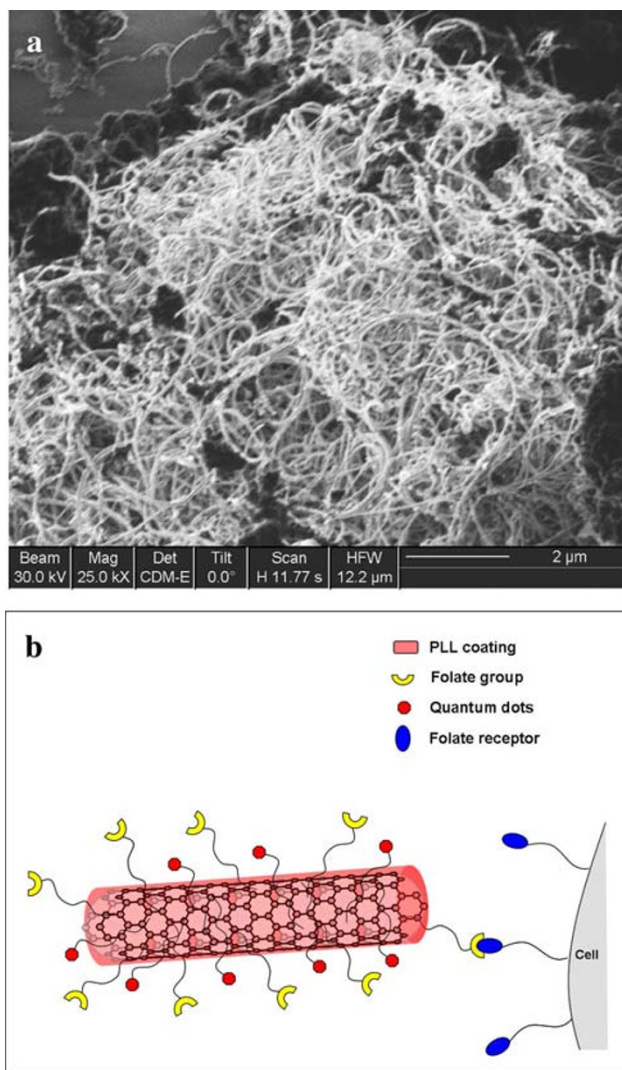 a
Beam Mag Det Tilt Scan HFW 2 µm
30.0 kV 25.0 kX CDM-E 0.0° H 11.77 s 12.2 µm
b
PLL coating
Folate group
Quantum dots
Folate receptor
Cell